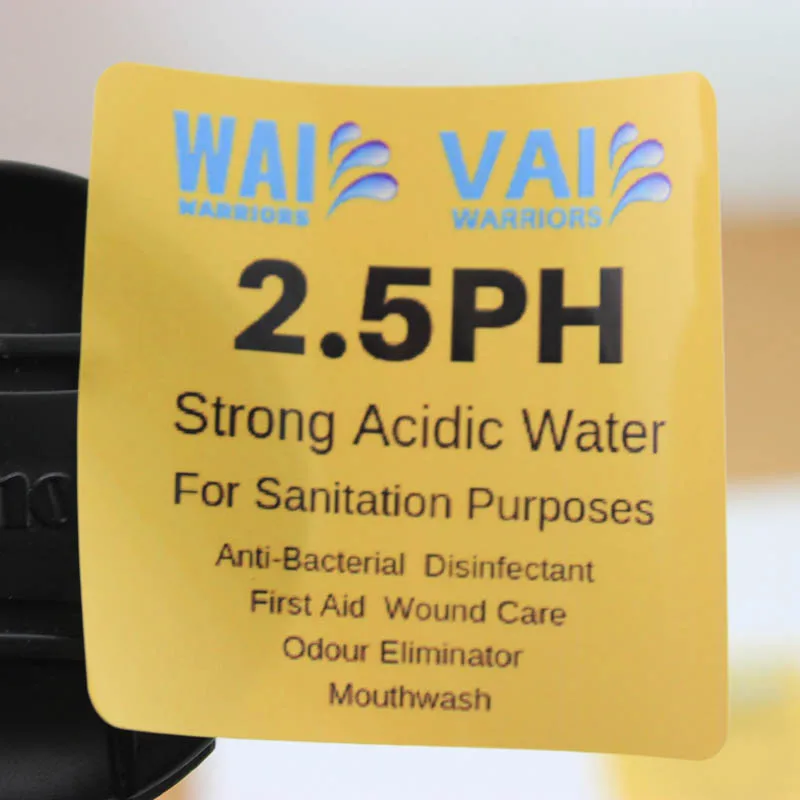 WAI VAI
WARRIORS WARRIORS
2.5PH
Strong Acidic Water
For Sanitation Purposes
Anti-Bacterial Disinfectant
First Aid Wound Care
Odour Eliminator
Mouthwash